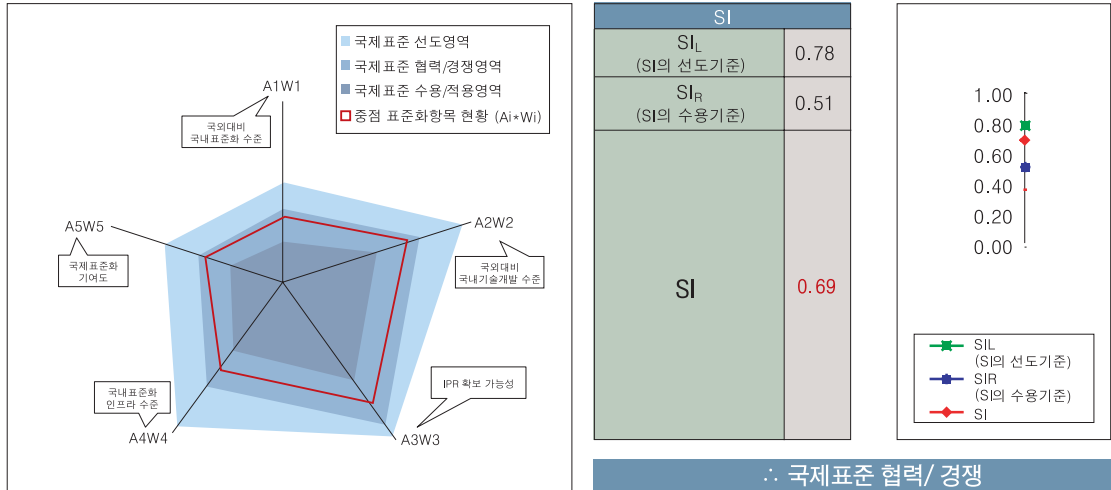 국제표준 선도영역
국제표준 협력/경쟁영역
국제표준 수용/적용영역
중점 표준화항목 현황 (Ai*Wi)
A1W1
국외대비
국내표준화 수준
A2W2
국외대비
국내기술개발 수준
IPR 확보 가능성
A3W3
국내표준화
인프라 수준
A4W4
A5W5
국제표준화
기여도
SI
SIL
(SI의 선도기준)
0.78
SIR
(SI의 수용기준)
0.51
SI
0.69
1.00
0.80
0.60
0.40
0.20
0.00
SIL
(SI의 선도기준)
SIR
(SI의 수용기준)
SI
∴ 국제표준 협력/ 경쟁